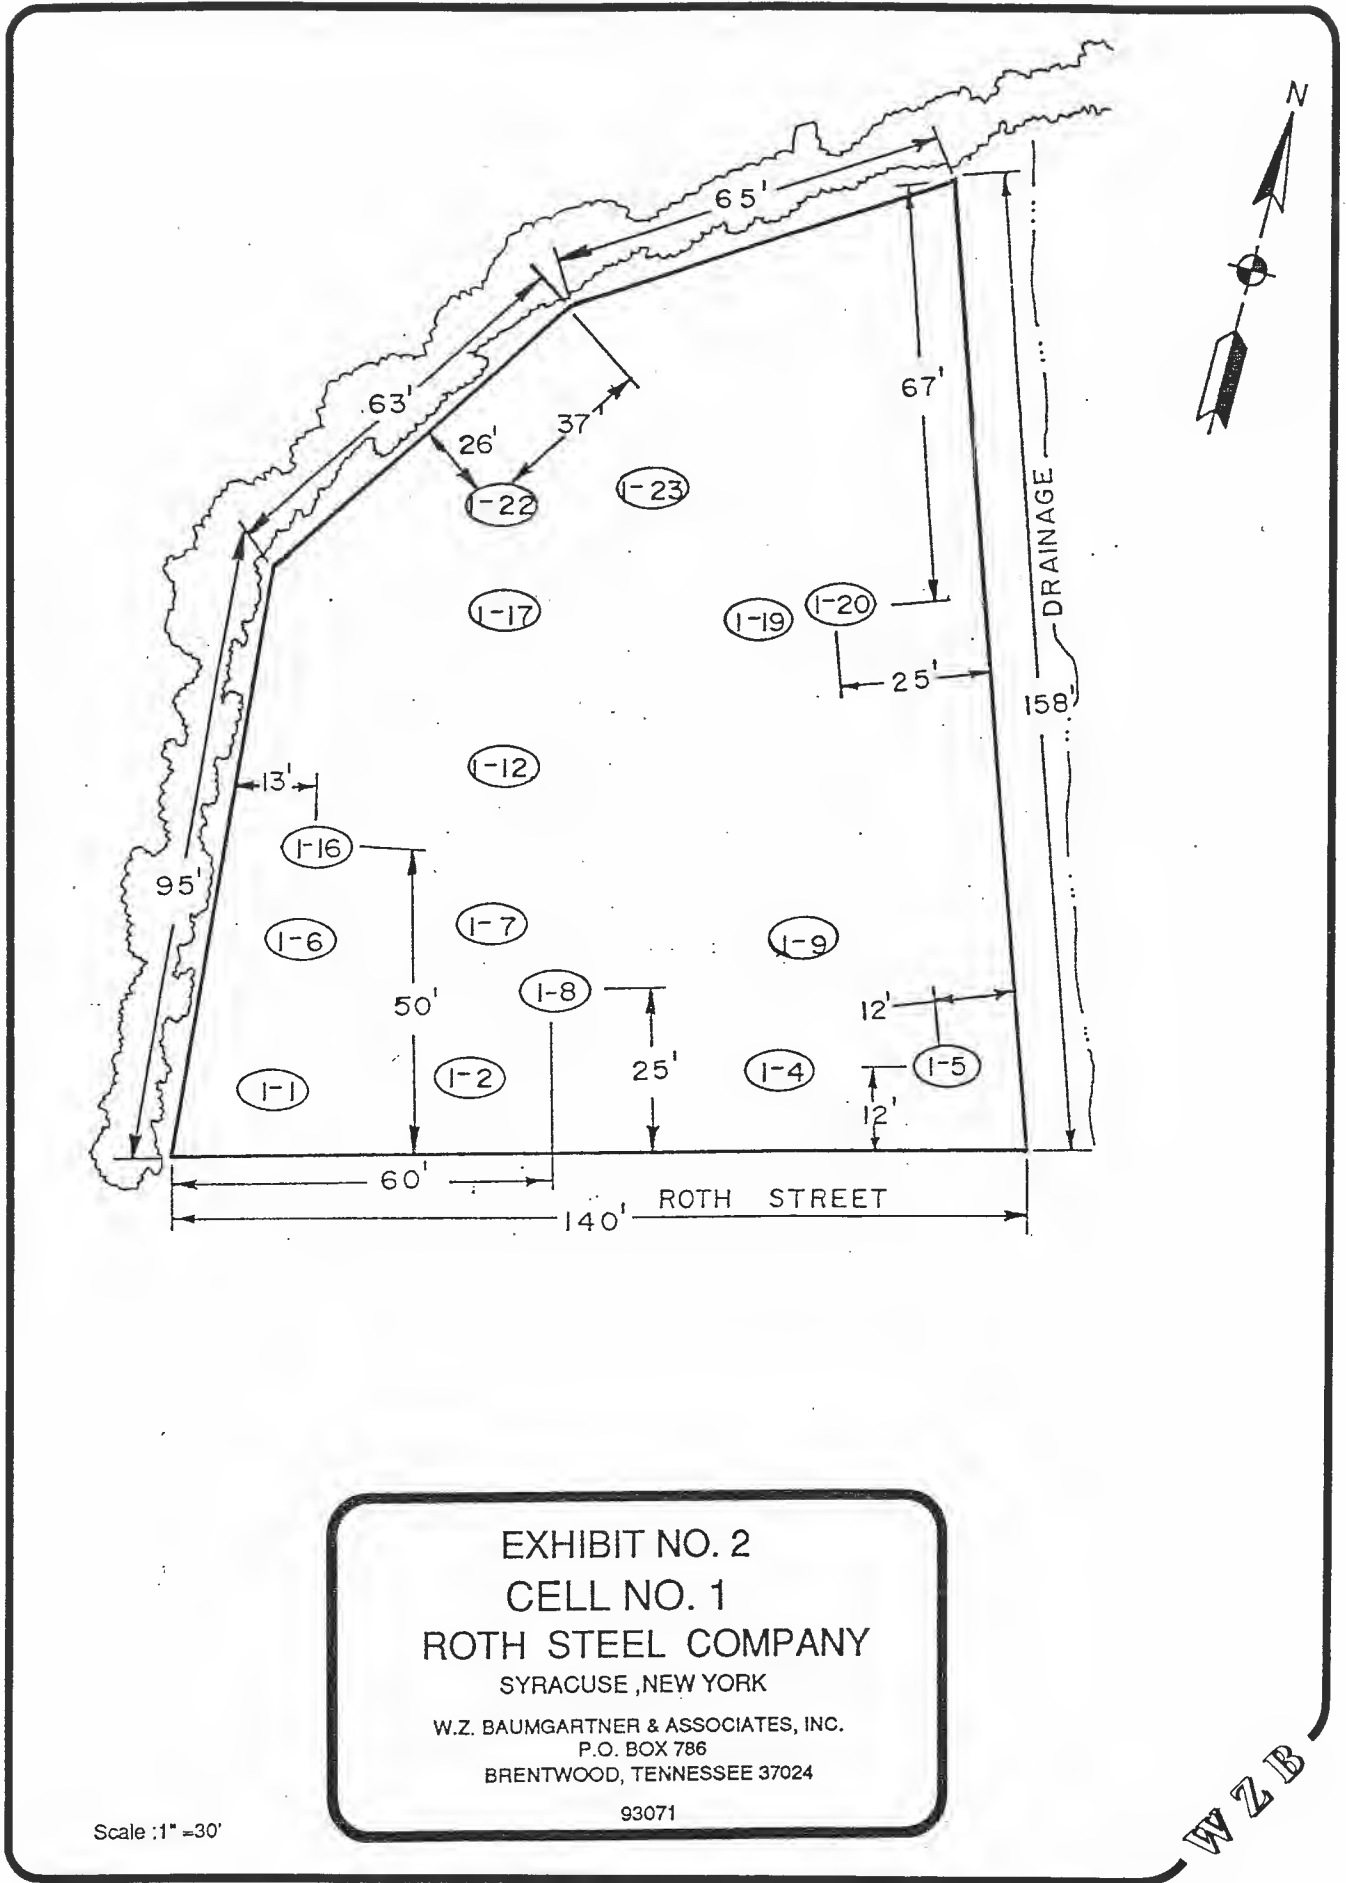 N
65'
63'
67'
37'
26'
1-22
1-23
1-17
1-19
1-20
DRAINAGE
25'
158'
1-12
13'
1-16
95'
1-6
1-7
1-9
50'
1-8
12'
25'
1-1
1-2
1-4
1-5
12'
60'
ROTH STREET
140'
EXHIBIT NO. 2
CELL NO. 1
ROTH STEEL COMPANY
SYRACUSE ,NEW YORK
W.Z. BAUMGARTNER & ASSOCIATES, INC.
P.O. BOX 786
BRENTWOOD, TENNESSEE 37024
93071
Scale :1" =30'
WZB